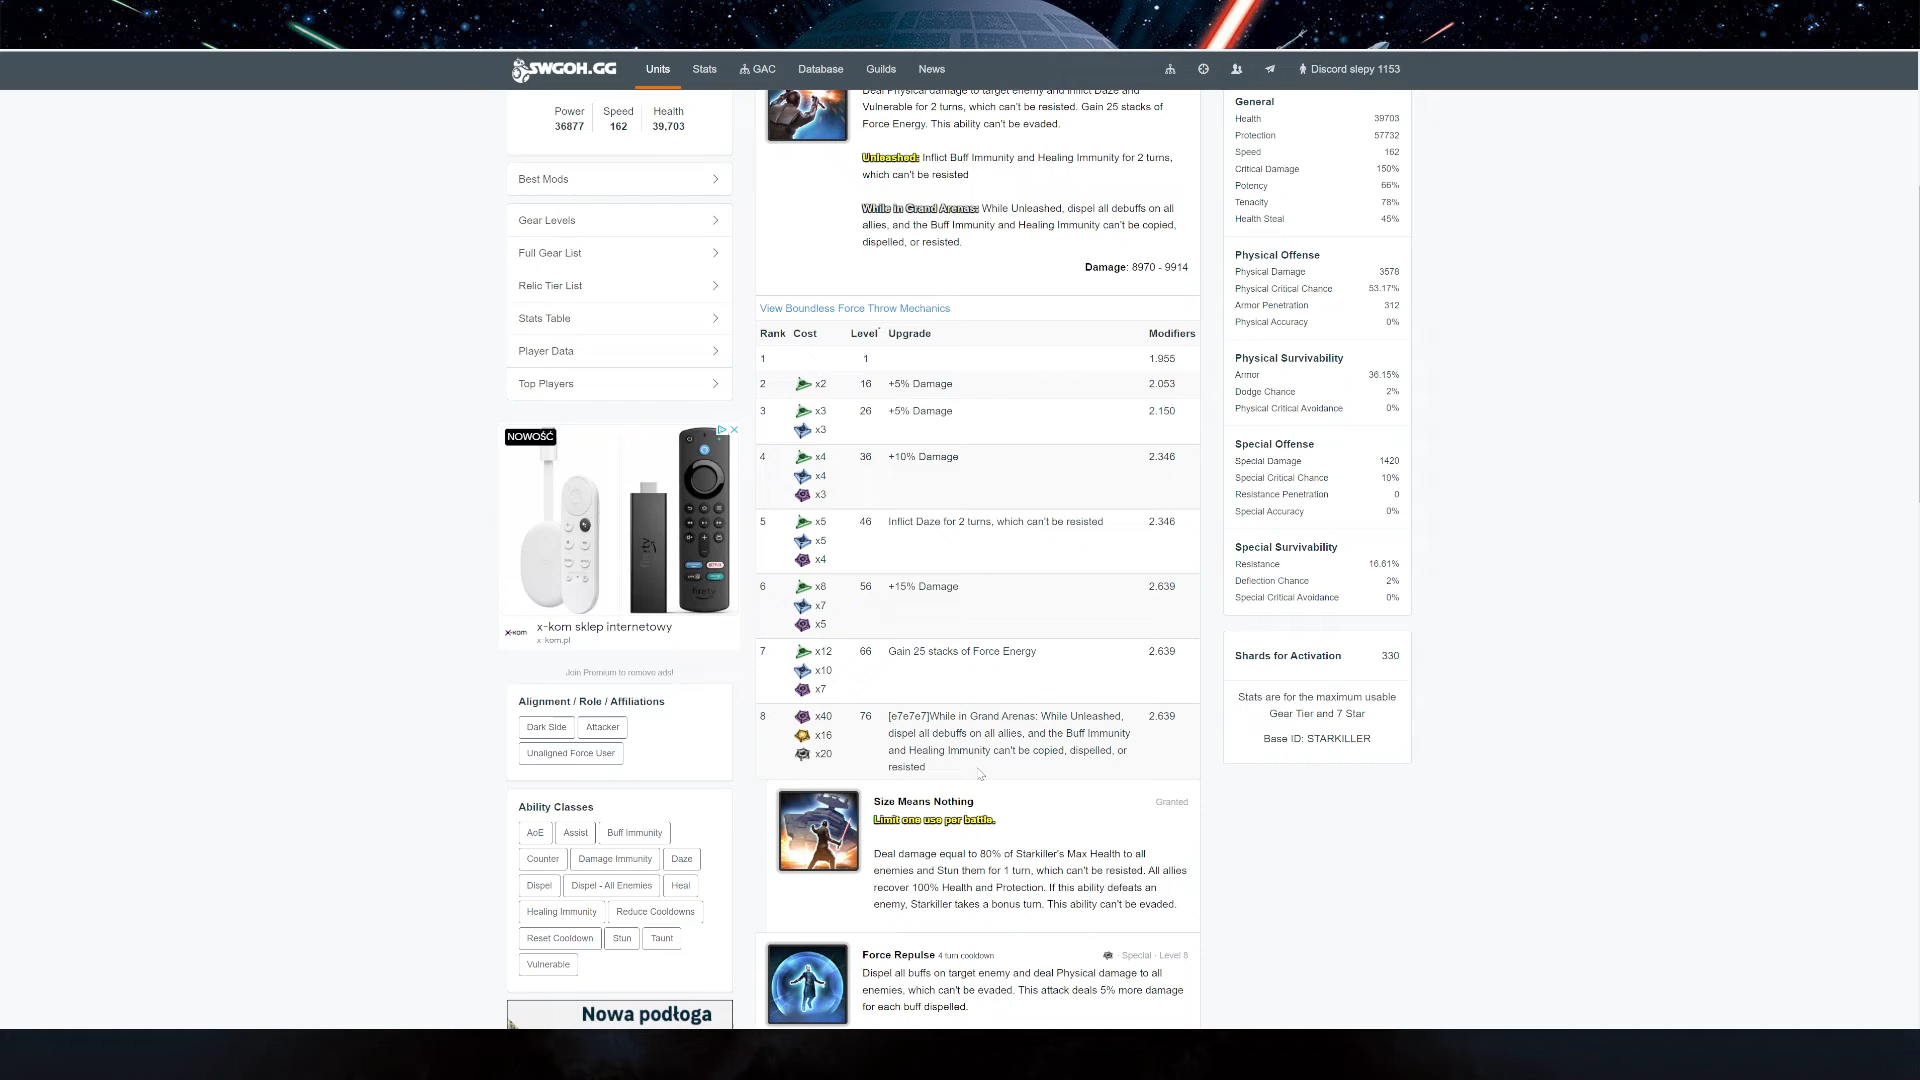 SWGOH.GG
Units
Stats
GAC
Database
Guilds
News
Discord slepy 1153
Power
36877
Speed
162
Health
39,703
Best Mods
Gear Levels
Full Gear List
Relic Tier List
Stats Table
Player Data
Top Players
NOWOŚĆ
fire tv
x-kom
x-kom sklep internetowy
x-kom.pl
Join Premium to remove ads!
Alignment / Role / Affiliations
Dark Side
Attacker
Unaligned Force User
Ability Classes
AoE
Assist
Buff Immunity
Counter
Damage Immunity
Daze
Dispel
Dispel - All Enemies
Heal
Healing Immunity
Reduce Cooldowns
Reset Cooldown
Stun
Taunt
Vulnerable
Nowa podłoga
Deal Physical damage to target enemy and inflict Daze and
Vulnerable for 2 turns, which can't be resisted. Gain 25 stacks of
Force Energy. This ability can't be evaded.
Unleashed: Inflict Buff Immunity and Healing Immunity for 2 turns,
which can't be resisted
While in Grand Arenas: While Unleashed, dispel all debuffs on all
allies, and the Buff Immunity and Healing Immunity can't be copied,
dispelled, or resisted.
Damage: 8970 - 9914
View Boundless Force Throw Mechanics
Rank Cost Level* Upgrade Modifiers
1 1 1.955
2 x2 16 +5% Damage 2.053
3 x3 26 +5% Damage 2.150
x3
4 x4 36 +10% Damage 2.346
x4
x3
5 x5 46 Inflict Daze for 2 turns, which can't be resisted 2.346
x5
x4
6 x8 56 +15% Damage 2.639
x7
x5
7 x12 66 Gain 25 stacks of Force Energy 2.639
x10
x7
8 x40 76 [e7e7e7]While in Grand Arenas: While Unleashed, 2.639
x16 dispel all debuffs on all allies, and the Buff Immunity
x20 and Healing Immunity can't be copied, dispelled, or
resisted
Size Means Nothing Granted
Limit one use per battle.
Deal damage equal to 80% of Starkiller's Max Health to all
enemies and Stun them for 1 turn, which can't be resisted. All allies
recover 100% Health and Protection. If this ability defeats an
enemy, Starkiller takes a bonus turn. This ability can't be evaded.
Force Repulse 4 turn cooldown · Special · Level 8
Dispel all buffs on target enemy and deal Physical damage to all
enemies, which can't be evaded. This attack deals 5% more damage
for each buff dispelled.
General
Health 39703
Protection 57732
Speed 162
Critical Damage 150%
Potency 66%
Tenacity 78%
Health Steal 45%
Physical Offense
Physical Damage 3578
Physical Critical Chance 53.17%
Armor Penetration 312
Physical Accuracy 0%
Physical Survivability
Armor 36.15%
Dodge Chance 2%
Physical Critical Avoidance 0%
Special Offense
Special Damage 1420
Special Critical Chance 10%
Resistance Penetration 0
Special Accuracy 0%
Special Survivability
Resistance 16.61%
Deflection Chance 2%
Special Critical Avoidance 0%
Shards for Activation 330
Stats are for the maximum usable
Gear Tier and 7 Star
Base ID: STARKILLER